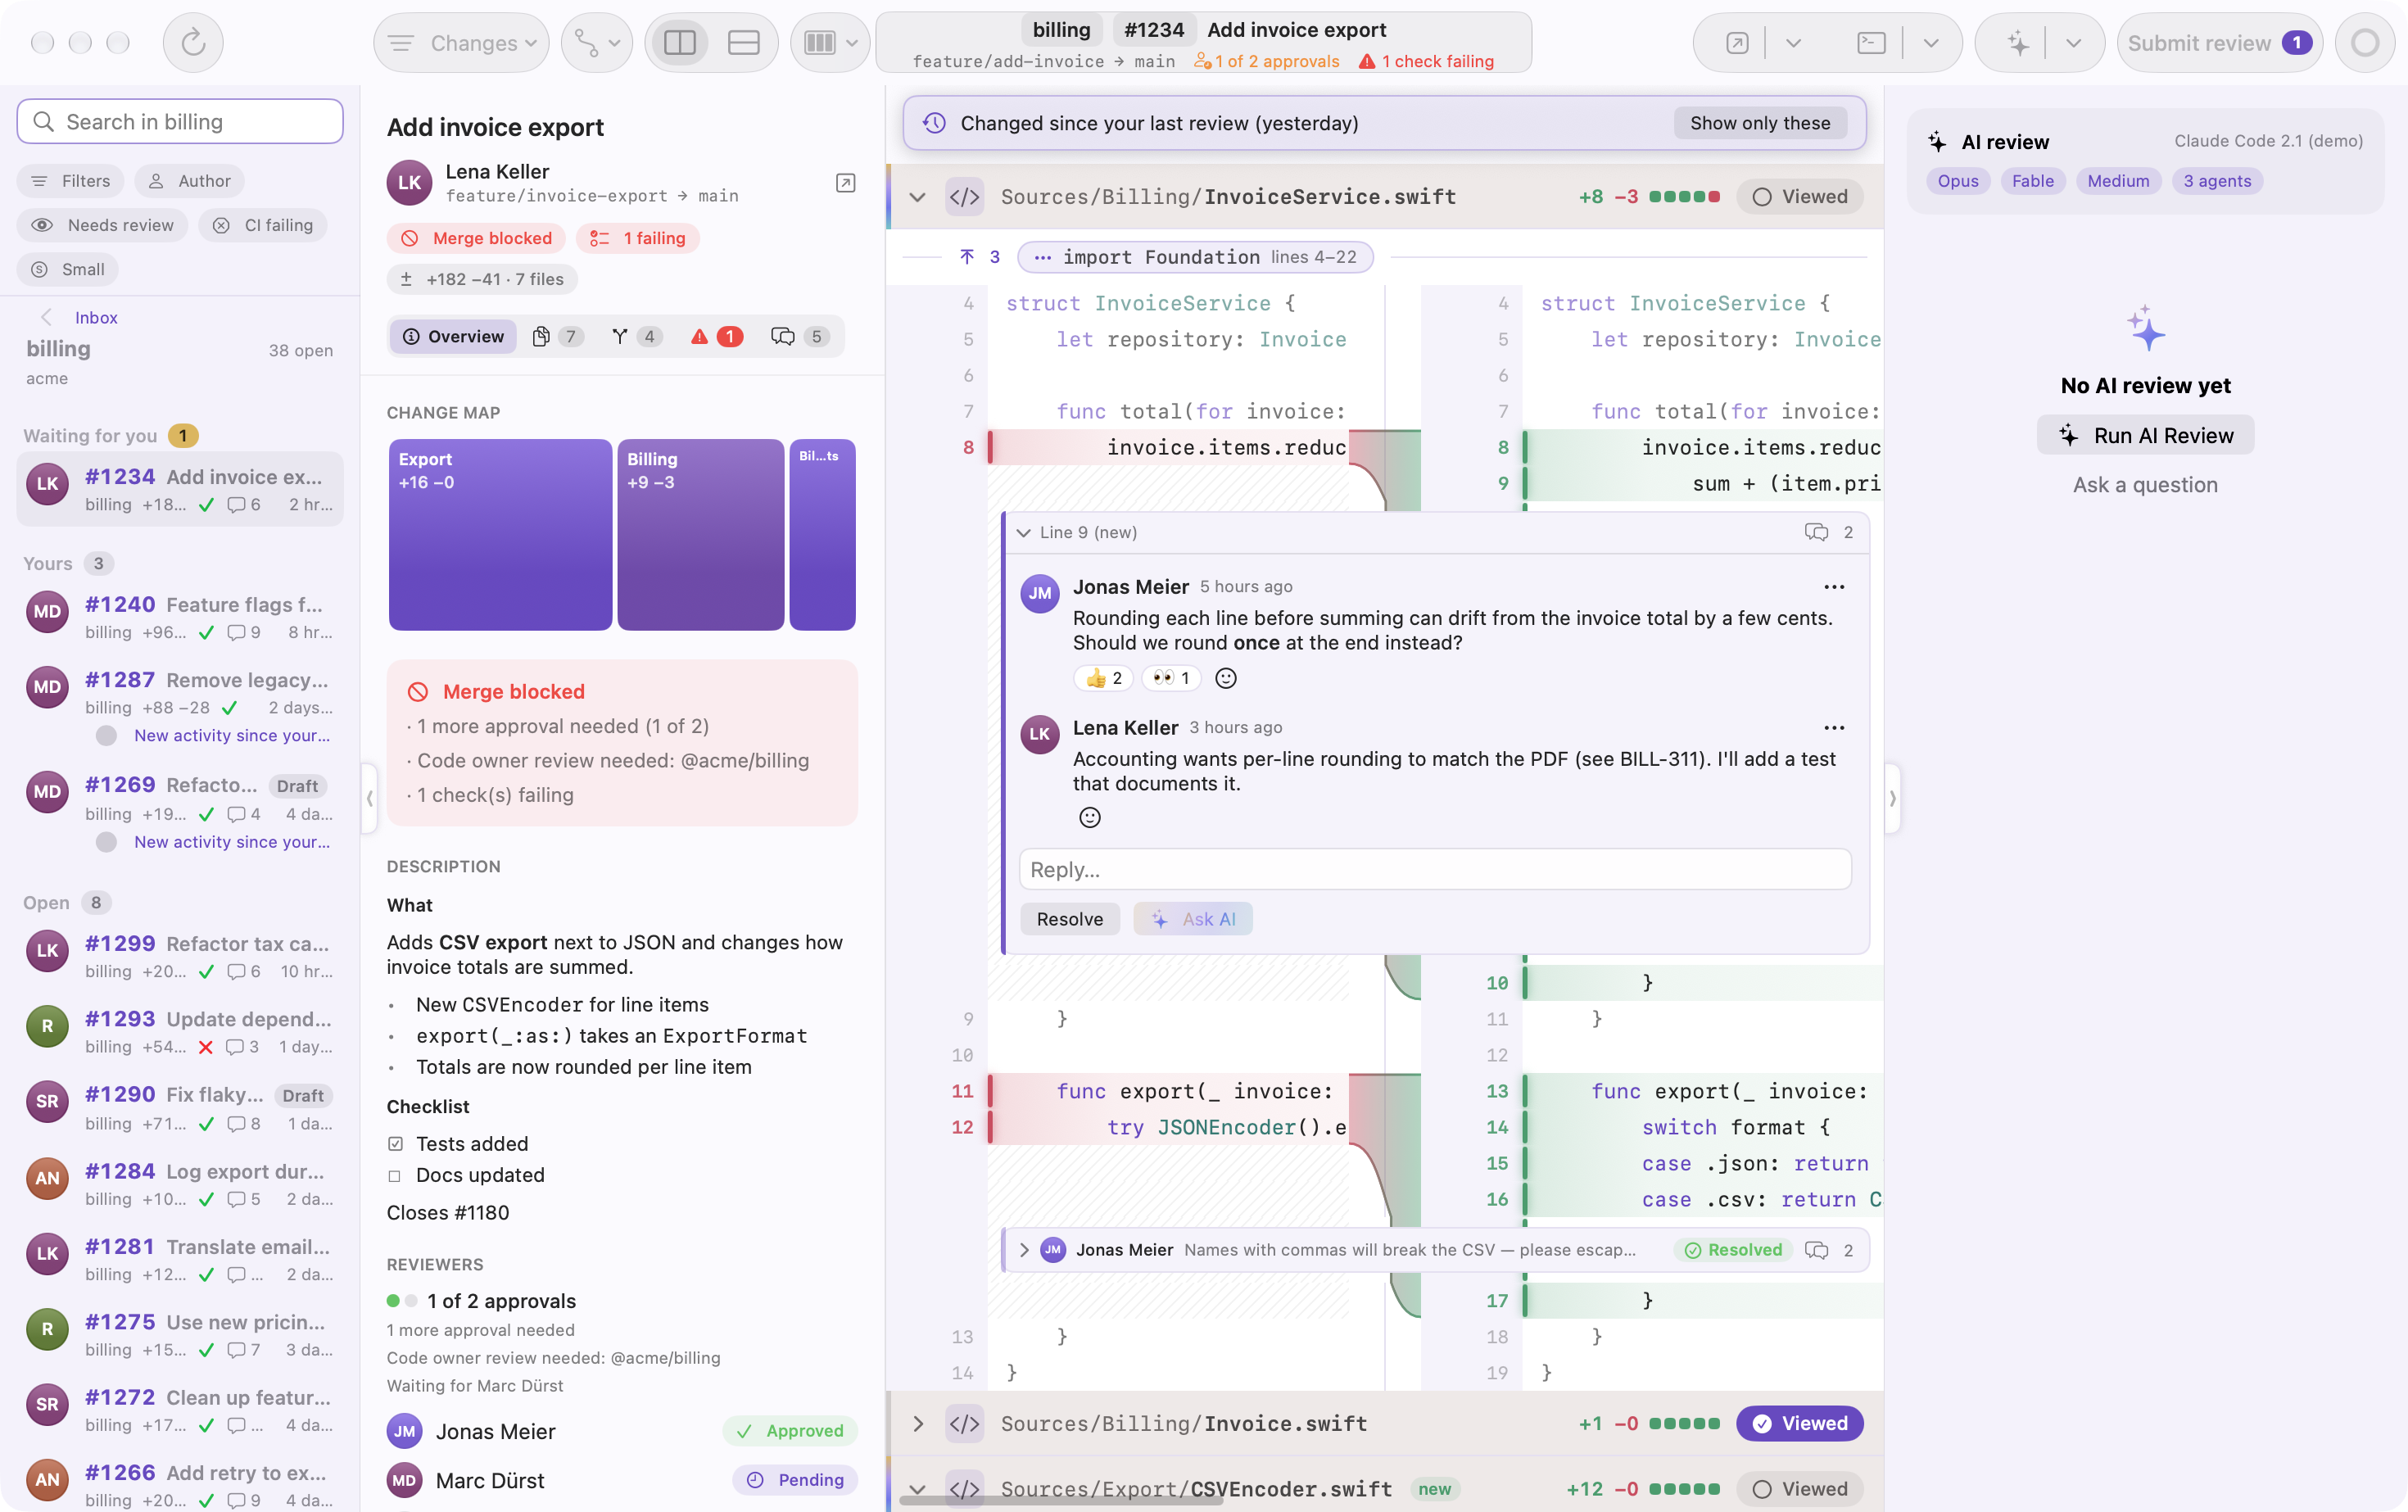 Changes
billing #1234 Add invoice export
feature/add-invoice → main 1 of 2 approvals 1 check failing
Submit review 1
Search in billing
Filters Author
Needs review CI failing
Small
Inbox
billing 38 open
acme
Waiting for you 1
LK #1234 Add invoice ex...
billing +18... 6 2 hr...
Yours 3
MD #1240 Feature flags f...
billing +96... 9 8 hr...
MD #1287 Remove legacy...
billing +88 −28 2 days...
New activity since your...
MD #1269 Refacto... Draft
billing +19... 4 4 da...
New activity since your...
Open 8
LK #1299 Refactor tax ca...
billing +20... 6 10 hr...
R #1293 Update depend...
billing +54... 3 1 day...
SR #1290 Fix flaky... Draft
billing +71... 8 1 da...
AN #1284 Log export dur...
billing +10... 5 2 da...
LK #1281 Translate email...
billing +12... ... 2 da...
R #1275 Use new pricin...
billing +15... 7 3 da...
SR #1272 Clean up featur...
billing +17... ... 4 da...
AN #1266 Add retry to ex...
billing +20... 9 4 da...
Add invoice export
LK Lena Keller
feature/invoice-export → main
Merge blocked 1 failing
+182 −41 · 7 files
Overview 7 4 1 5
CHANGE MAP
Export Billing Bil...ts
+16 −0 +9 −3
Merge blocked
· 1 more approval needed (1 of 2)
· Code owner review needed: @acme/billing
· 1 check(s) failing
DESCRIPTION
What
Adds CSV export next to JSON and changes how
invoice totals are summed.
• New CSVEncoder for line items
• export(_:as:) takes an ExportFormat
• Totals are now rounded per line item
Checklist
Tests added
Docs updated
Closes #1180
REVIEWERS
1 of 2 approvals
1 more approval needed
Code owner review needed: @acme/billing
Waiting for Marc Dürst
JM Jonas Meier Approved
MD Marc Dürst Pending
Changed since your last review (yesterday) Show only these
</> Sources/Billing/InvoiceService.swift +8 −3 Viewed
3 ... import Foundation lines 4–22
4 struct InvoiceService { 4 struct InvoiceService {
5 let repository: Invoice 5 let repository: Invoice
6 6
7 func total(for invoice: 7 func total(for invoice:
8 invoice.items.reduc 8 invoice.items.reduc
9 sum + (item.pri
Line 9 (new) 2
JM Jonas Meier 5 hours ago ...
Rounding each line before summing can drift from the invoice total by a few cents.
Should we round once at the end instead?
👍 2 👀 1
LK Lena Keller 3 hours ago ...
Accounting wants per-line rounding to match the PDF (see BILL-311). I'll add a test
that documents it.
Reply...
Resolve Ask AI
10 }
9 } 11 }
10 12
11 func export(_ invoice: 13 func export(_ invoice:
12 try JSONEncoder().e 14 switch format {
15 case .json: return
16 case .csv: return C
JM Jonas Meier Names with commas will break the CSV — please escap... Resolved 2
17 }
13 } 18 }
14 } 19 }
</> Sources/Billing/Invoice.swift +1 −0 Viewed
</> Sources/Export/CSVEncoder.swift new +12 −0 Viewed
AI review Claude Code 2.1 (demo)
Opus Fable Medium 3 agents
No AI review yet
Run AI Review
Ask a question